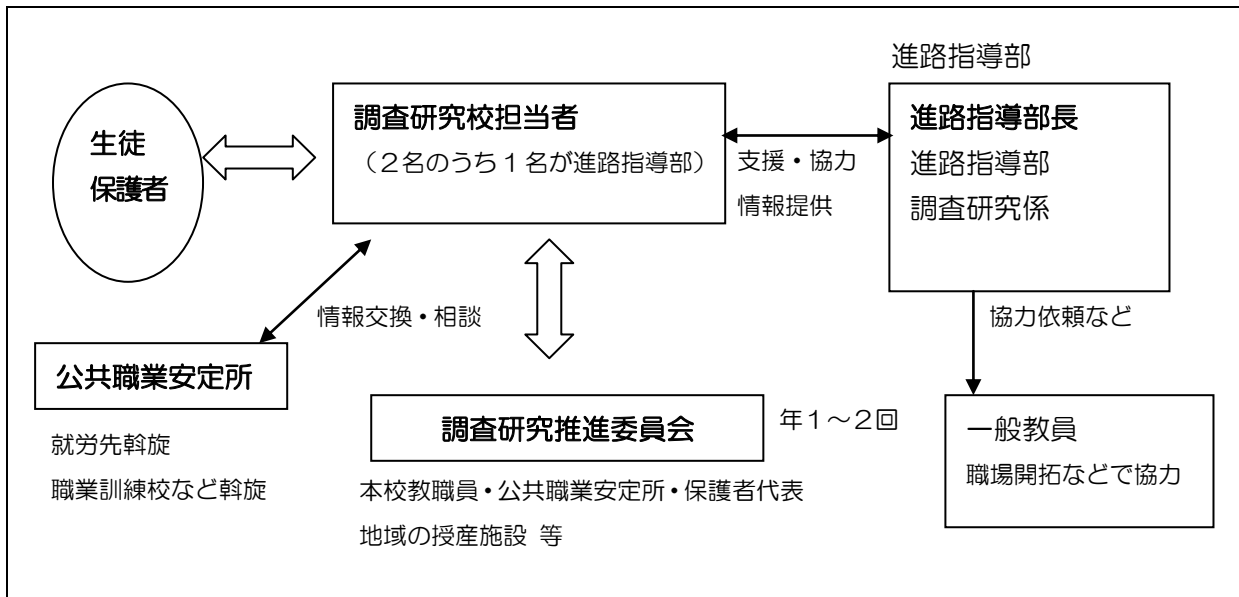 進路指導部
生徒
保護者
調査研究校担当者
（２名のうち１名が進路指導部）
支援・協力
情報提供
進路指導部長
進路指導部
調査研究係
情報交換・相談
協力依頼など
公共職業安定所
就労先斡旋
職業訓練校など斡旋
調査研究推進委員会
年１～２回
本校教職員・公共職業安定所・保護者代表
地域の授産施設 等
一般教員
職場開拓などで協力